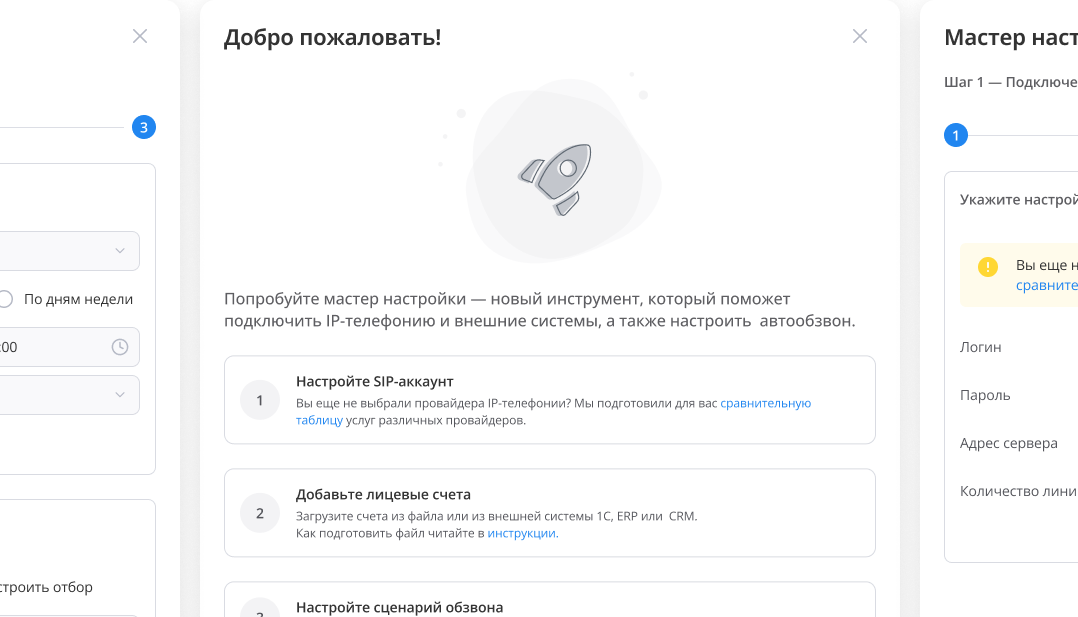 3
По дням недели
:00
строить отбор
Добро пожаловать!
Попробуйте мастер настройки — новый инструмент, который поможет
подключить IP-телефонию и внешние системы, а также настроить автообзвон.
1
Настройте SIP-аккаунт
Вы еще не выбрали провайдера IP-телефонии? Мы подготовили для вас сравнительную
таблицу услуг различных провайдеров.
2
Добавьте лицевые счета
Загрузите счета из файла или из внешней системы 1С, ERP или CRM.
Как подготовить файл читайте в инструкции.
3
Настройте сценарий обзвона
Мастер наст
Шаг 1 — Подключе
1
Укажите настрой
!
Вы еще н
сравните
Логин
Пароль
Адрес сервера
Количество лини